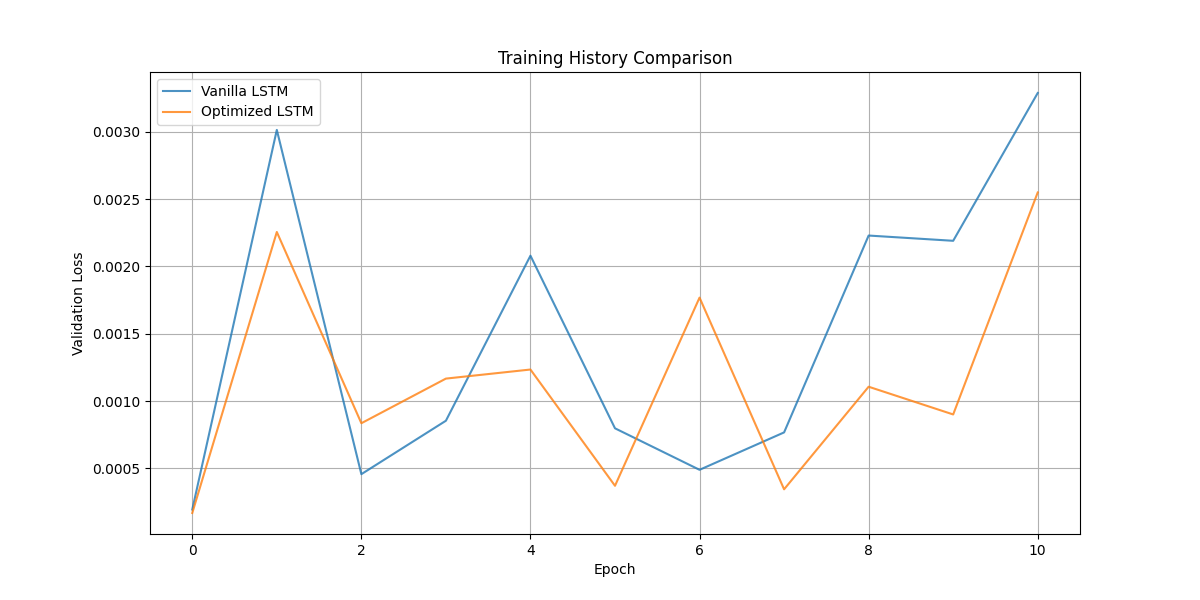 Training History Comparison
Vanilla LSTM
Optimized LSTM
0.0030
0.0025
0.0020
0.0015
0.0010
0.0005
Validation Loss
0 2 4 6 8 10
Epoch